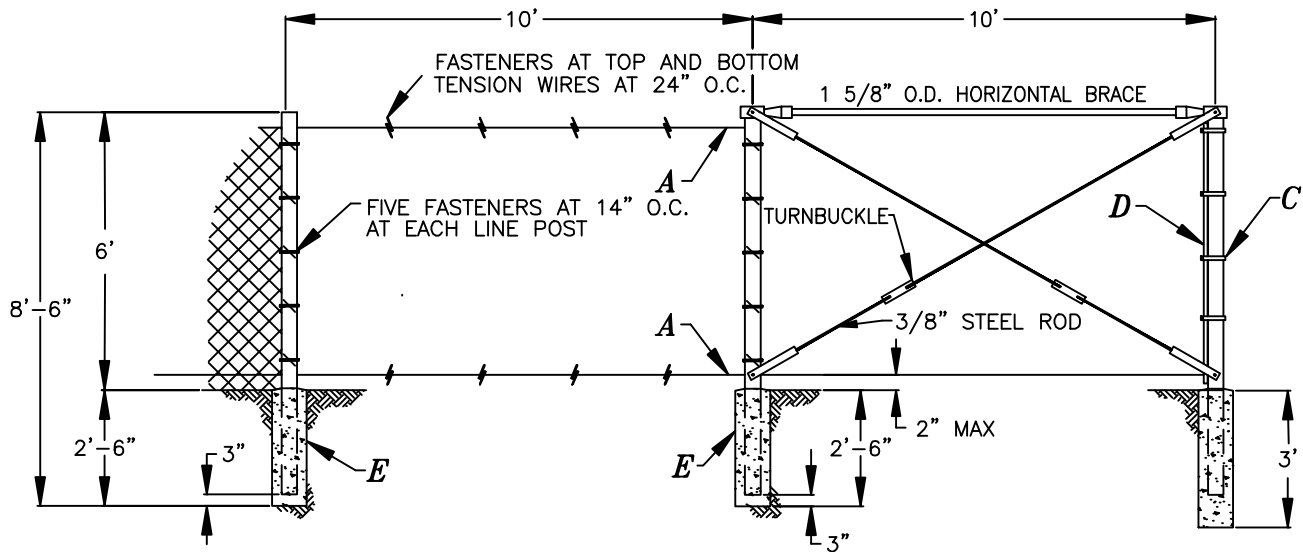 10'
10'
FASTENERS AT TOP AND BOTTOM
TENSION WIRES AT 24" O.C.
1 5/8" O.D. HORIZONTAL BRACE
A
FIVE FASTENERS AT 14" O.C.
AT EACH LINE POST
TURNBUCKLE
D
C
6'
8'-6"
A
3/8" STEEL ROD
2" MAX
2'-6"
3"
E
E
2'-6"
3'
3"